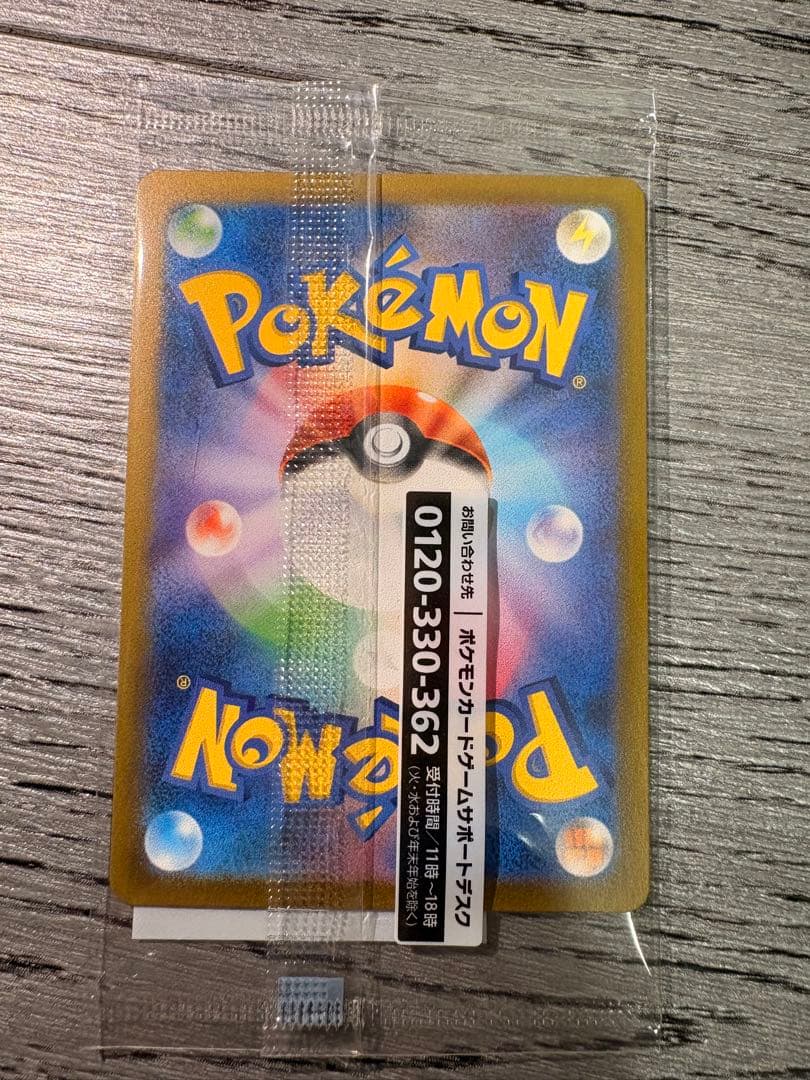 POKéMON®
お問い合わせ先 | ポケモンカードゲームサポートデスク
0120-330-362 受付時間/11時~18時
(火・水および年末年始を除く)
POKéMON®